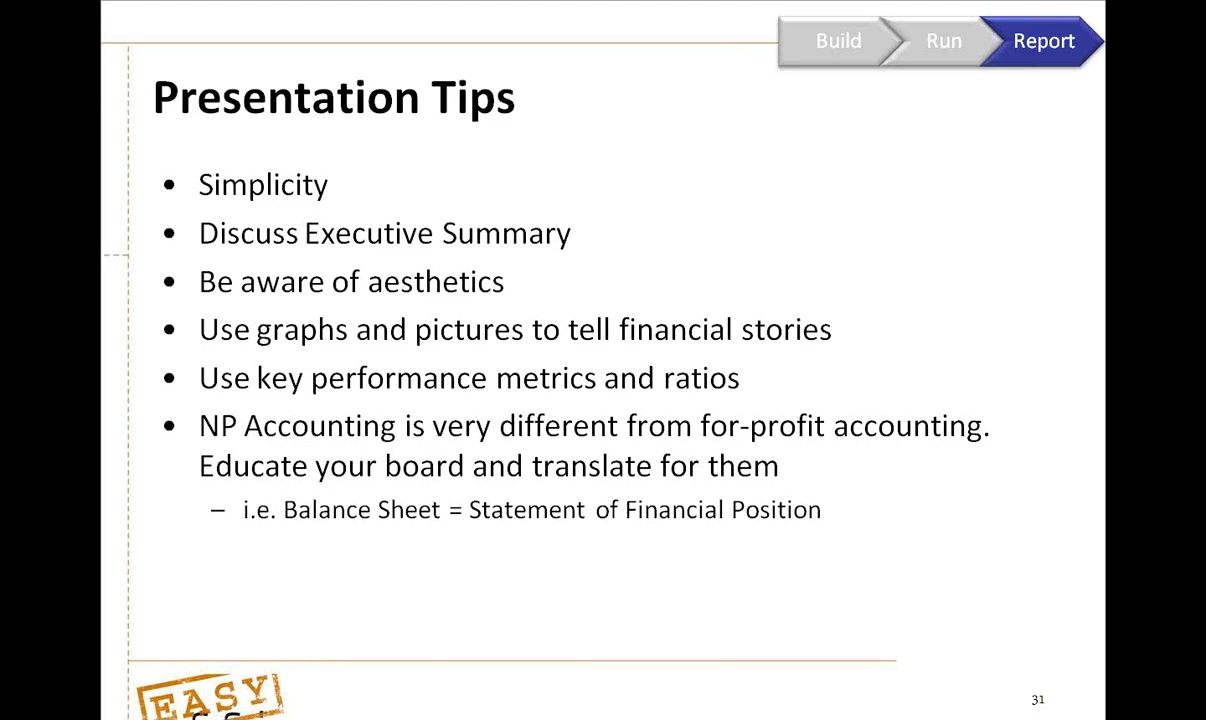 Build Run Report
Presentation Tips
• Simplicity
• Discuss Executive Summary
• Be aware of aesthetics
• Use graphs and pictures to tell financial stories
• Use key performance metrics and ratios
• NP Accounting is very different from for-profit accounting.
Educate your board and translate for them
– i.e. Balance Sheet = Statement of Financial Position
EASY
31